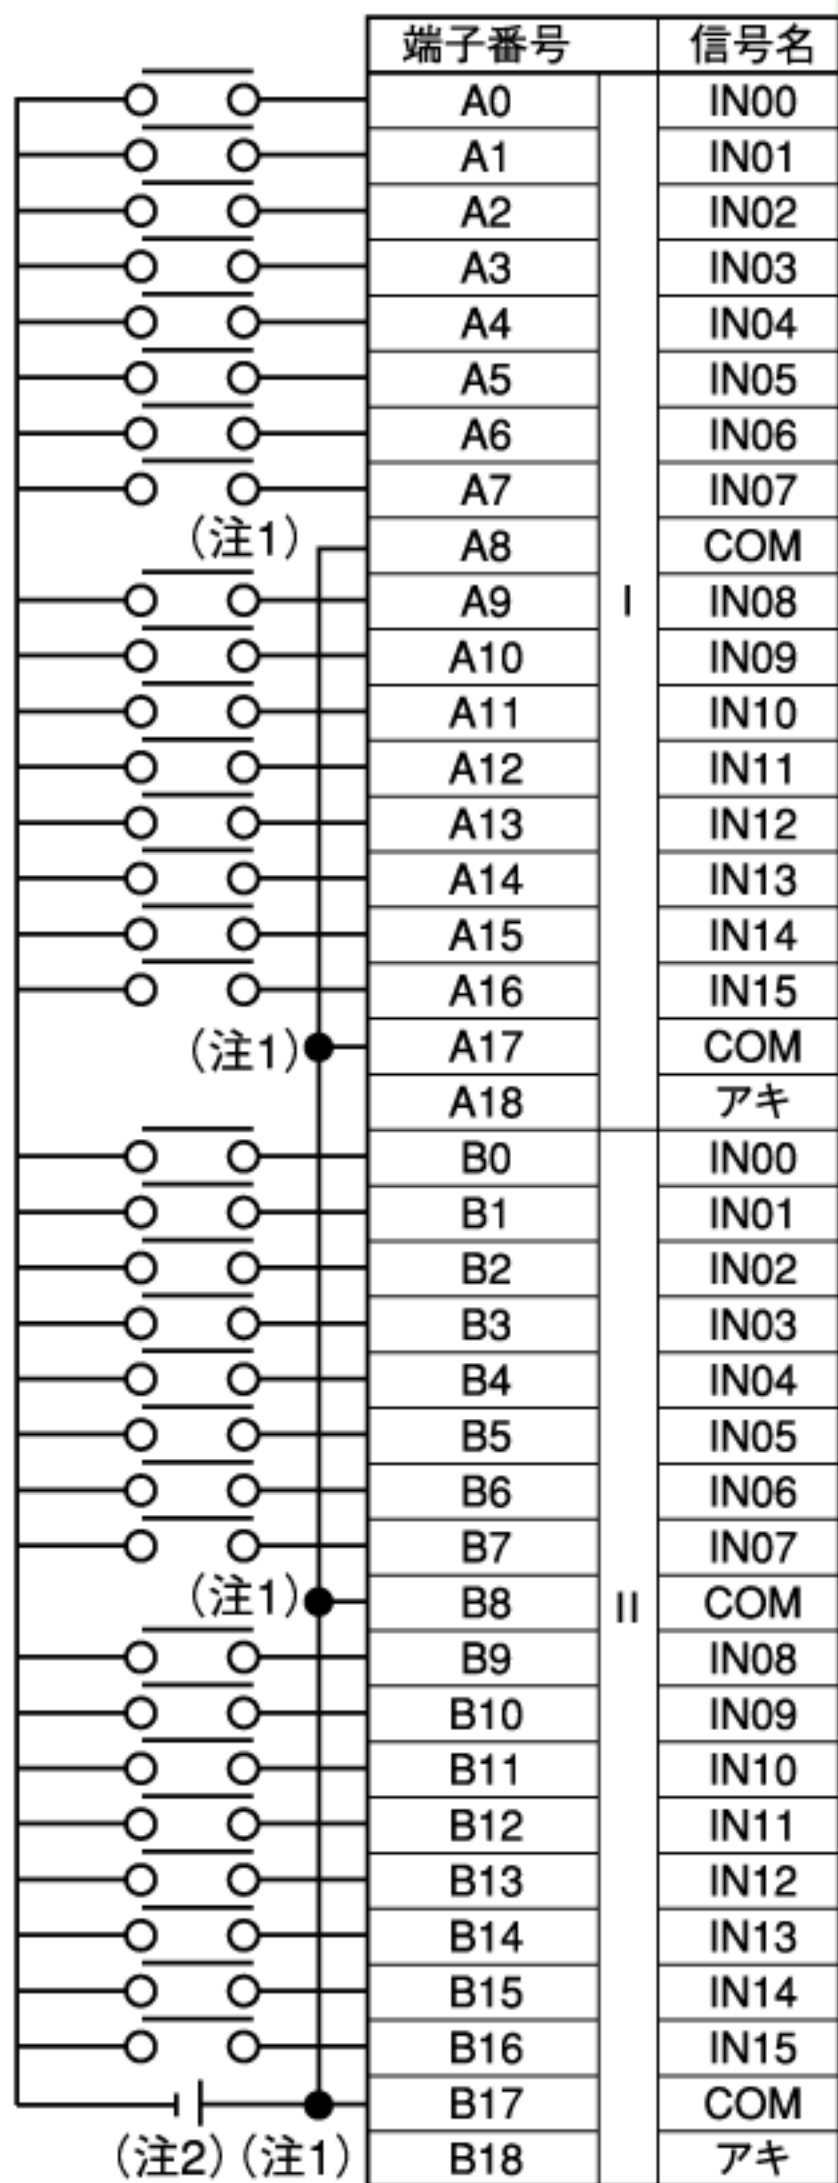 端子番号 信号名
A0 IN00
A1 IN01
A2 IN02
A3 IN03
A4 IN04
A5 IN05
A6 IN06
A7 IN07
(注1) A8 COM
A9 I IN08
A10 IN09
A11 IN10
A12 IN11
A13 IN12
A14 IN13
A15 IN14
A16 IN15
(注1) A17 COM
A18 アキ
B0 IN00
B1 IN01
B2 IN02
B3 IN03
B4 IN04
B5 IN05
B6 IN06
B7 IN07
(注1) B8 II COM
B9 IN08
B10 IN09
B11 IN10
B12 IN11
B13 IN12
B14 IN13
B15 IN14
B16 IN15
B17 COM
(注2) (注1) B18 アキ